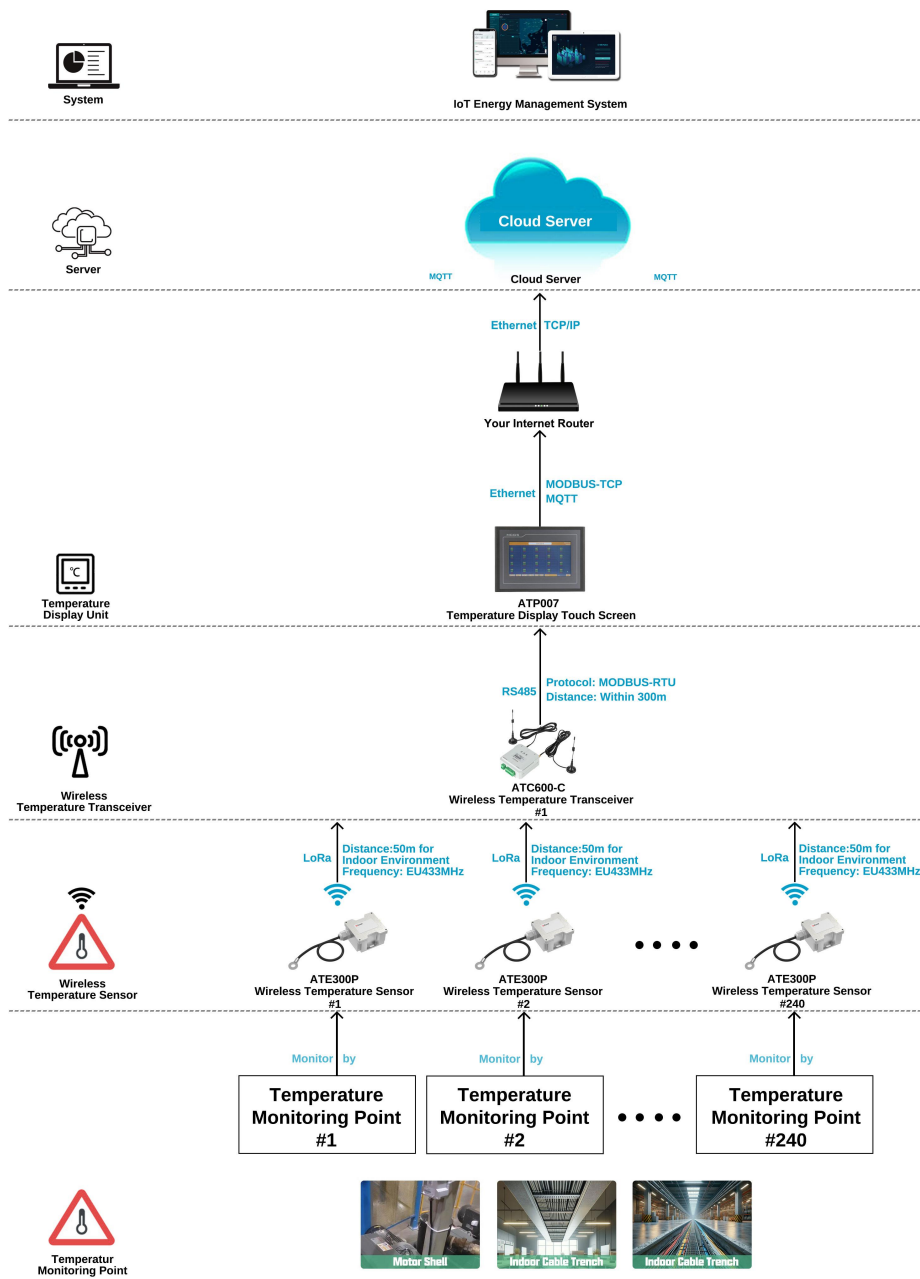 System
IoT Energy Management System
Cloud Server
Server
MQTT
Cloud Server
MQTT
Ethernet
TCP/IP
Your Internet Router
Ethernet
MODBUS-TCP
MQTT
°C
Temperature
Display Unit
ATP007
Temperature Display Touch Screen
RS485
Protocol: MODBUS-RTU
Distance: Within 300m
Wireless
Temperature Transceiver
ATC600-C
Wireless Temperature Transceiver
#1
LoRa
Distance:50m for
Indoor Environment
Frequency: EU433MHz
LoRa
Distance:50m for
Indoor Environment
Frequency: EU433MHz
LoRa
Distance:50m for
Indoor Environment
Frequency: EU433MHz
Wireless
Temperature Sensor
ATE300P
Wireless Temperature Sensor
#1
ATE300P
Wireless Temperature Sensor
#2
ATE300P
Wireless Temperature Sensor
#240
Monitor by
Monitor by
Monitor by
Temperature
Monitoring Point
#1
Temperature
Monitoring Point
#2
Temperature
Monitoring Point
#240
Temperatur
Monitoring Point
Motor Shell
Indoor Cable Trench
Indoor Cable Trench